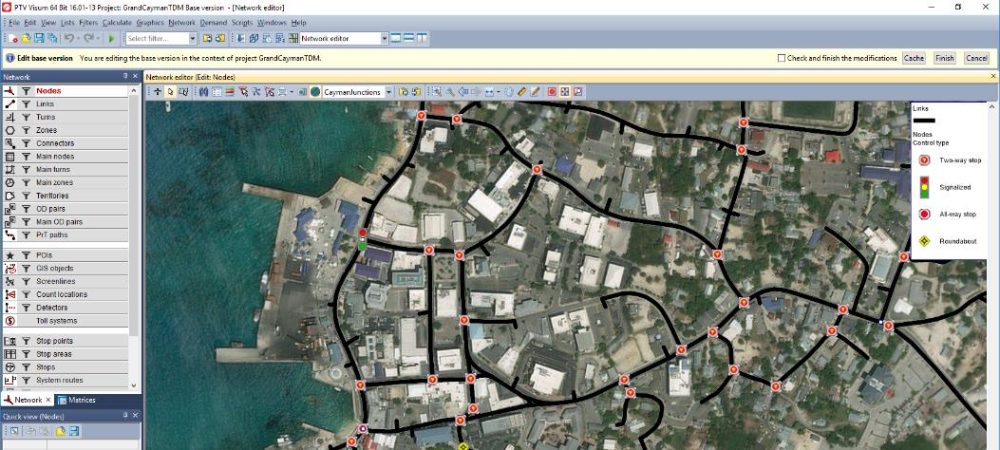 PTV Visum 64 Bit 16.01-13 Project: GrandCaymanTDM Base version - [Network editor]
File Edit View Lists Filters Calculate Graphics Network Demand Scripts Windows Help
Select filter... Network editor
Edit base version You are editing the base version in the context of project GrandCaymanTDM. Check and finish the modifications Cache Finish Cancel
Network
Network editor (Edit: Nodes)
CaymanJunctions
Nodes
Links
Turns
Zones
Connectors
Main nodes
Main turns
Main zones
Territories
OD pairs
Main OD pairs
PrT paths
POIs
GIS objects
Screenlines
Count locations
Detectors
Toll systems
Stop points
Stop areas
Stops
System routes
Network Matrices
Quick view (Nodes)
Links
Nodes
Control type
Two-way stop
Signalized
All-way stop
Roundabout